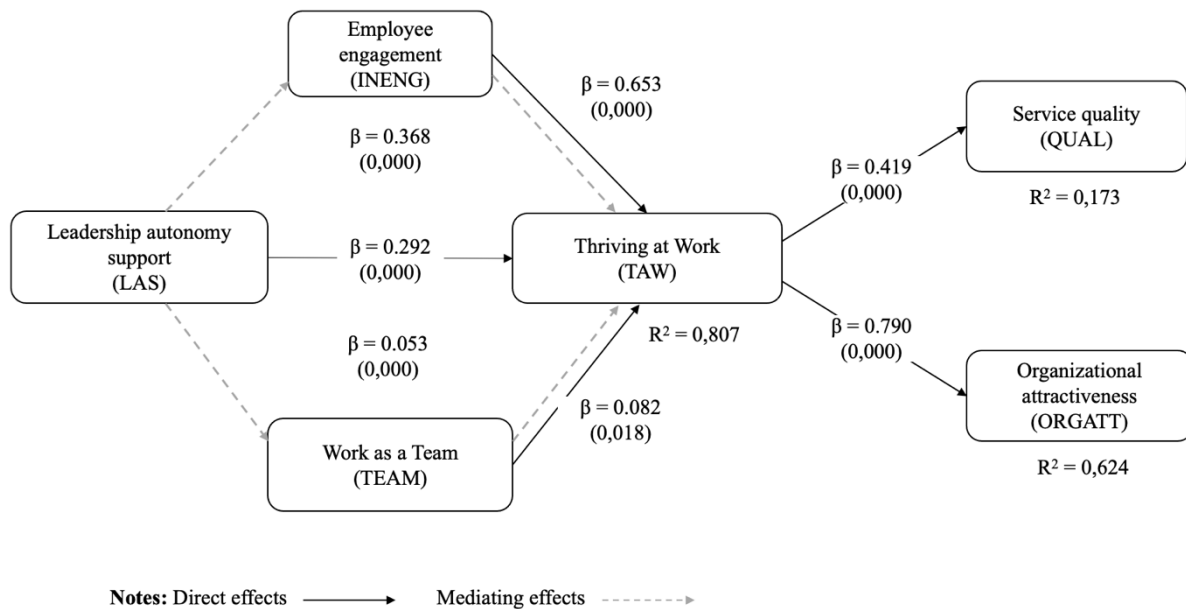 Employee
engagement
(INENG)
β = 0.653
(0,000)
Service quality
(QUAL)
β = 0.368
(0,000)
β = 0.419
(0,000)
R² = 0,173
Leadership autonomy
support
(LAS)
β = 0.292
(0,000)
Thriving at Work
(TAW)
β = 0.053
(0,000)
R² = 0,807
β = 0.790
(0,000)
Organizational
attractiveness
(ORGATT)
β = 0.082
(0,018)
Work as a Team
(TEAM)
R² = 0,624
Notes: Direct effects Mediating effects